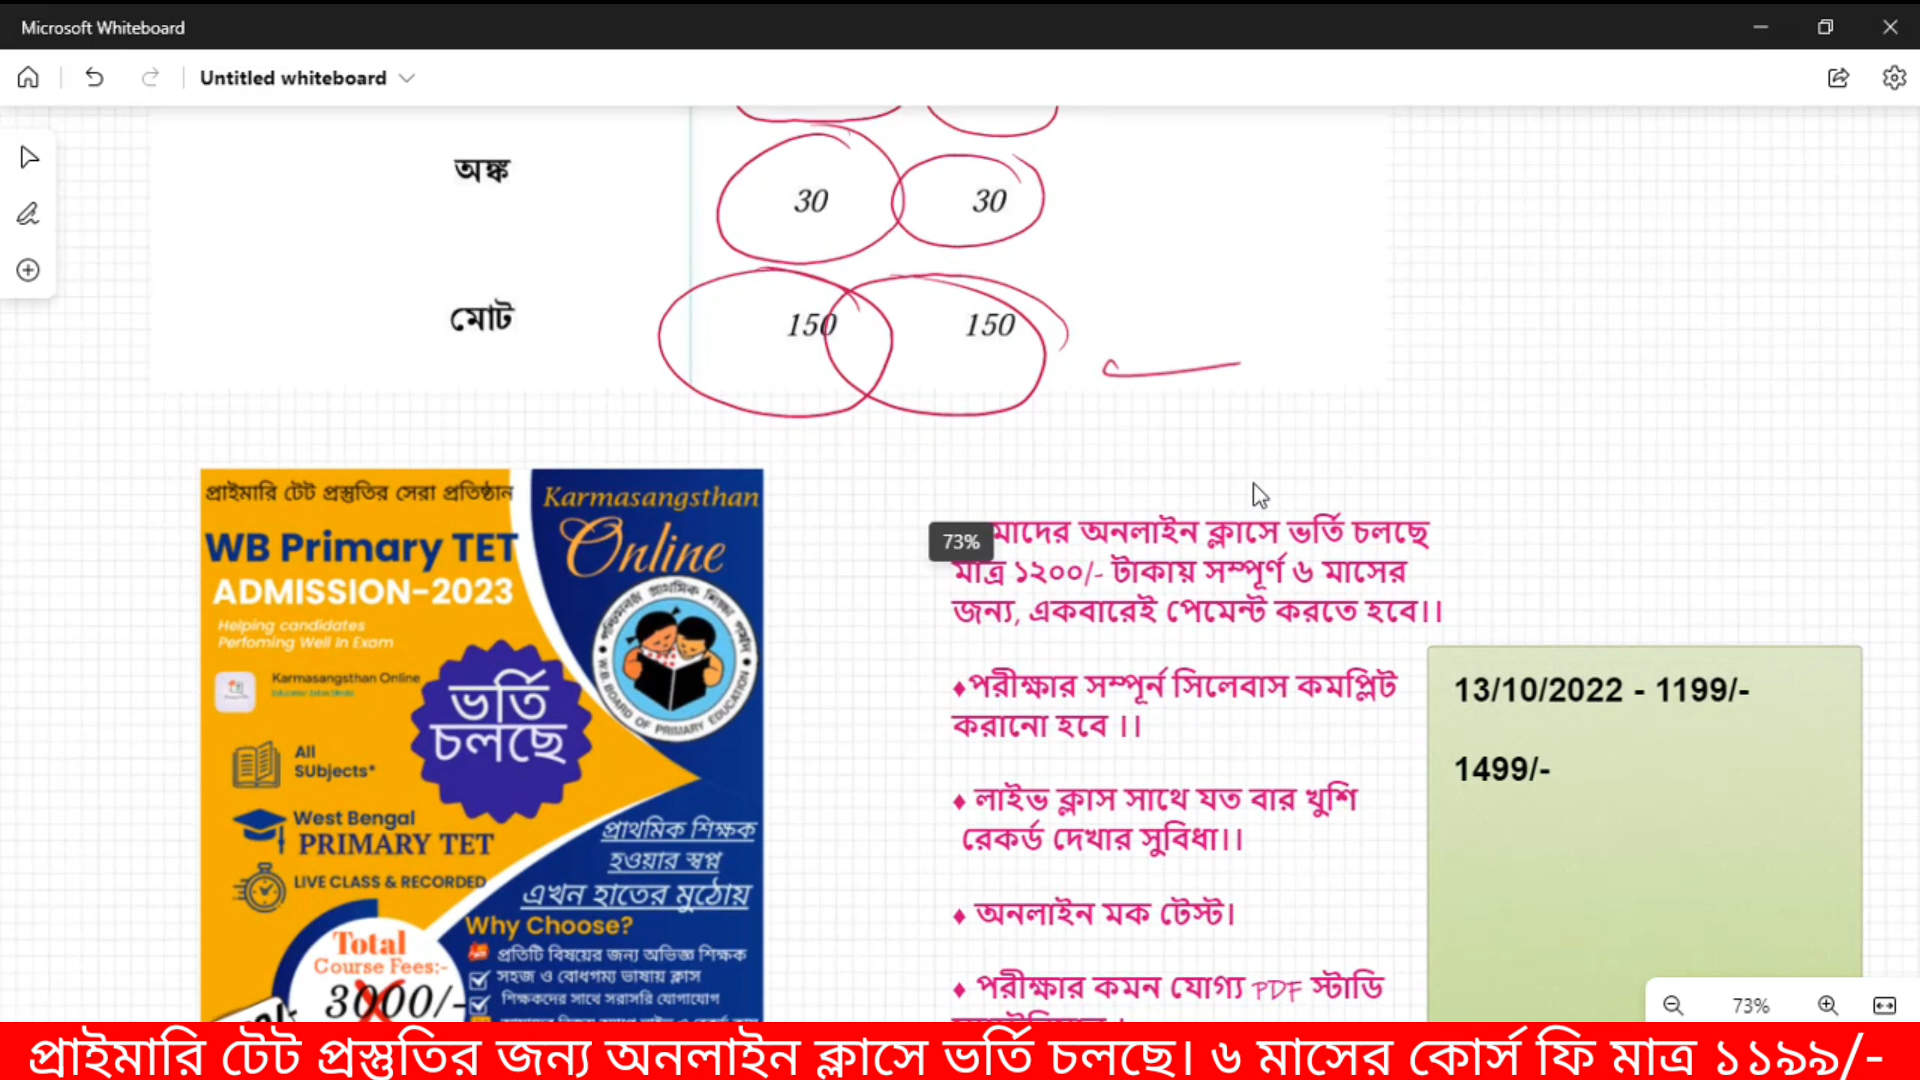 Microsoft Whiteboard
Untitled whiteboard
অঙ্ক
30 30
মোট
150 150
প্রাইমারি টেট প্রস্তুতির সেরা প্রতিষ্ঠান
WB Primary TET
ADMISSION-2023
Helping candidates
Perfoming Well In Exam
Karmasangsthan Online
ভর্তি
চলছে
All
SUbjects*
West Bengal
PRIMARY TET
LIVE CLASS & RECORDED
Total
Course Fees:-
3000/-
Karmasangsthan
Online
W.B. BOARD OF PRIMARY EDUCATION
প্রাথমিক শিক্ষক
হওয়ার স্বপ্ন
এখন হাতের মুঠোয়
Why Choose?
প্রতিটি বিষয়ের জন্য অভিজ্ঞ শিক্ষক
সহজ ও বোধগম্য ভাষায় ক্লাস
শিক্ষকদের সাথে সরাসরি যোগাযোগ
73%
মাদের অনলাইন ক্লাসে ভর্তি চলছে
মাত্র ১২০০/- টাকায় সম্পূর্ণ ৬ মাসের
জন্য, একবারেই পেমেন্ট করতে হবে।।
♦পরীক্ষার সম্পূর্ন সিলেবাস কমপ্লিট
করানো হবে ।।
♦ লাইভ ক্লাস সাথে যত বার খুশি
রেকর্ড দেখার সুবিধা।।
♦ অনলাইন মক টেস্ট।
♦ পরীক্ষার কমন যোগ্য PDF স্টাডি
13/10/2022 - 1199/-
1499/-
73%
প্রাইমারি টেট প্রস্তুতির জন্য অনলাইন ক্লাসে ভর্তি চলছে। ৬ মাসের কোর্স ফি মাত্র ১১৯৯/-